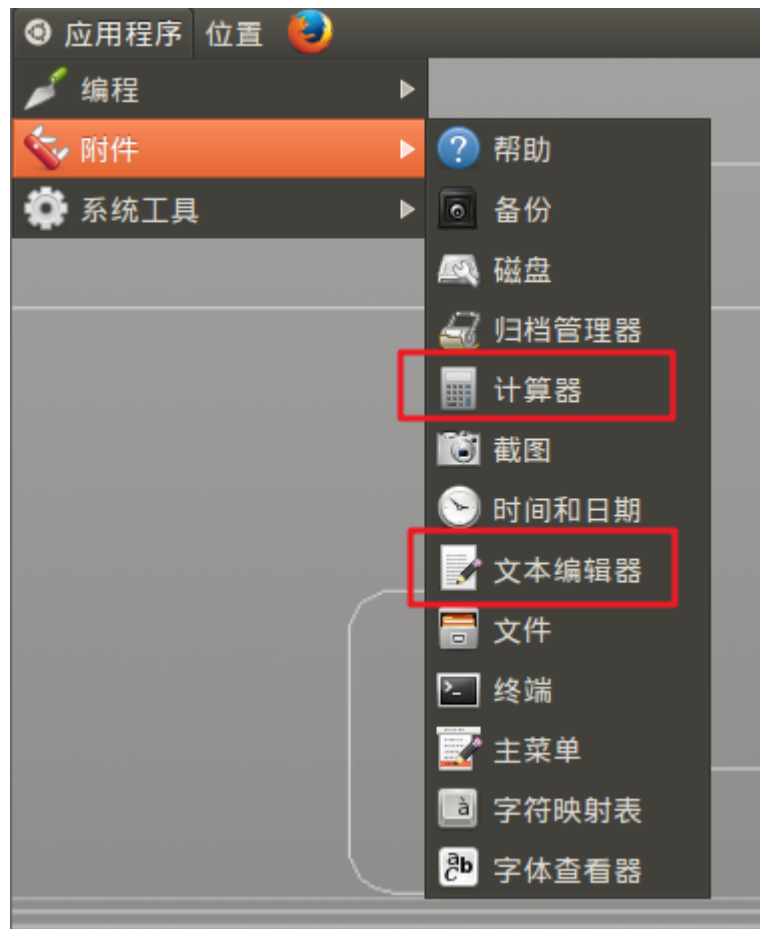 应用程序 位置
编程
附件
系统工具
帮助
备份
磁盘
归档管理器
计算器
截图
时间和日期
文本编辑器
文件
终端
主菜单
字符映射表
字体查看器